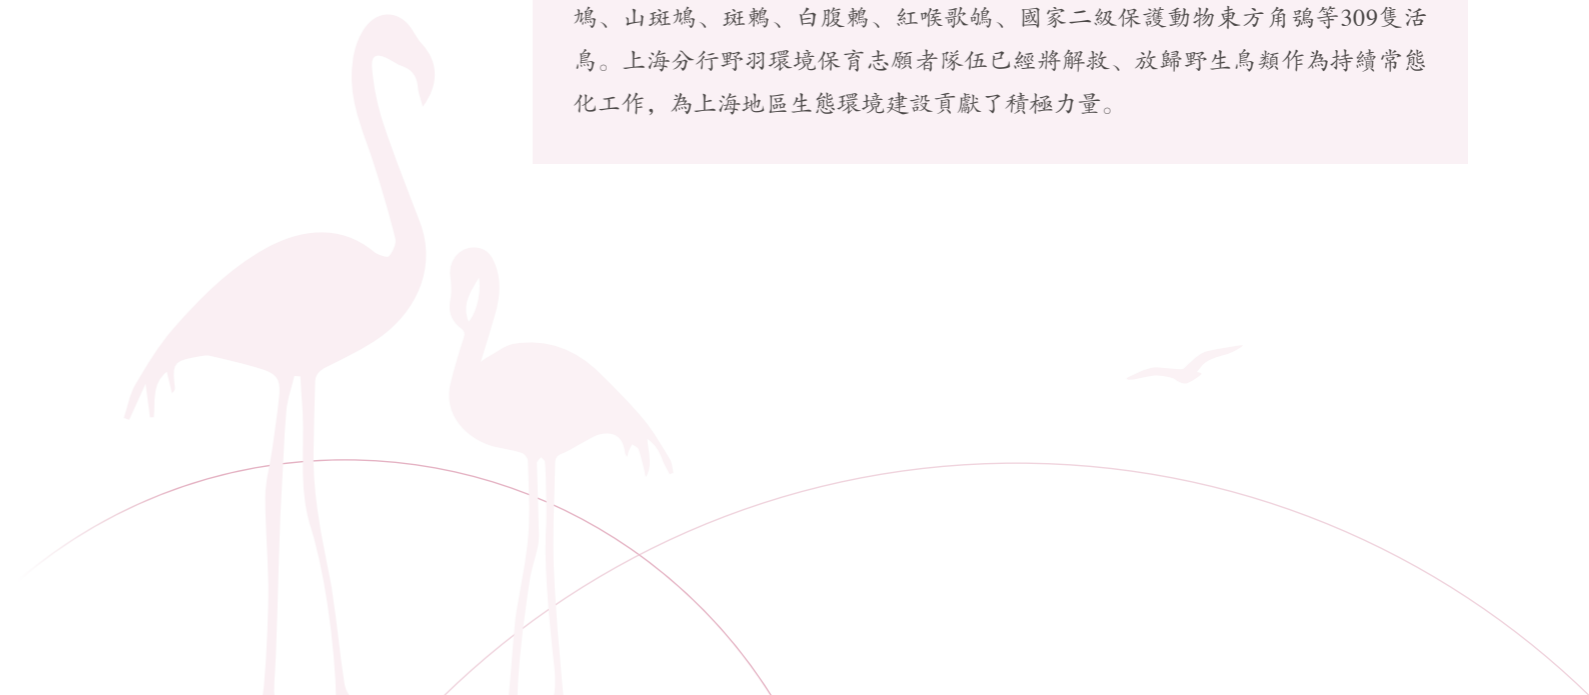 鳩、山斑鳩、斑鶇、白腹鶇、紅喉歌鴝、國家二級保護動物東方角鴞等309隻活
鳥。上海分行野羽環境保育志願者隊伍已經將解救、放歸野生鳥類作為持續常態
化工作，為上海地區生態環境建設貢獻了積極力量。